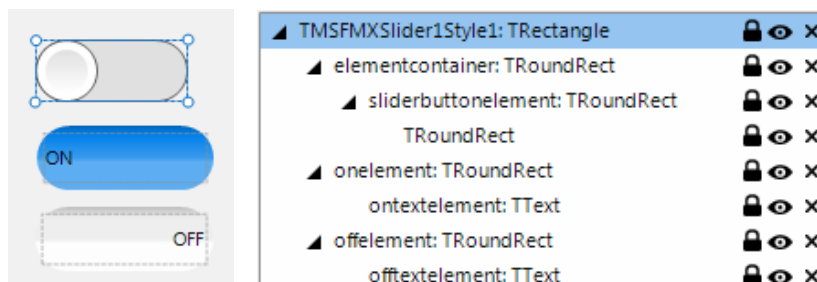 ON
OFF
TMSFMXSlider1Style1: TRectangle
elementcontainer: TRoundRect
sliderbuttonelement: TRoundRect
TRoundRect
onelement: TRoundRect
ontextelement: TText
offelement: TRoundRect
offtextelement: TText